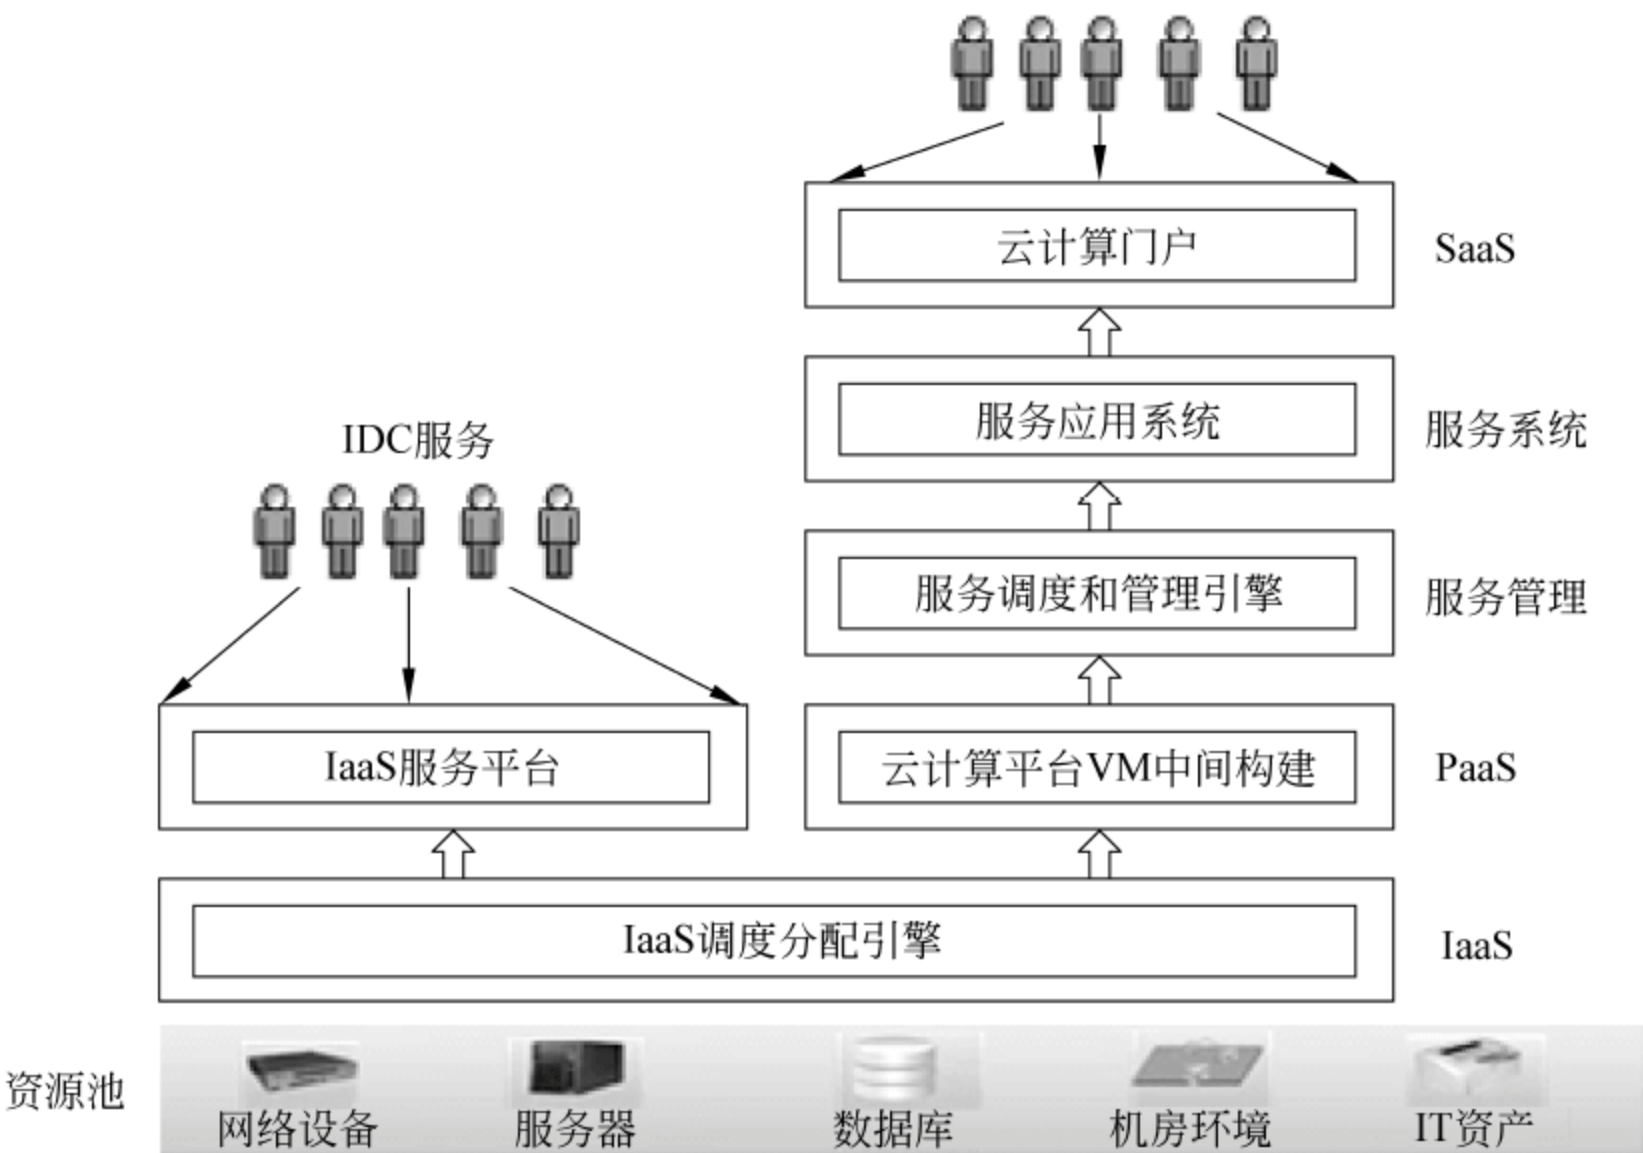 云计算门户
SaaS
服务应用系统
服务系统
IDC服务
服务调度和管理引擎
服务管理
IaaS服务平台
云计算平台VM中间构建
PaaS
IaaS调度分配引擎
IaaS
资源池
网络设备
服务器
数据库
机房环境
IT资产